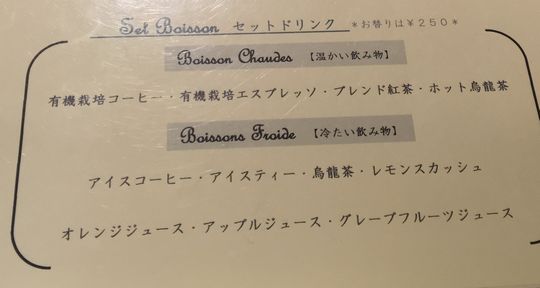 Set Boisson セットドリンク *お替りは¥250*
Boisson Chaudes 【温かい飲み物】
有機栽培コーヒー・有機栽培エスプレッソ・ブレンド紅茶・ホット烏龍茶
Boissons Froide 【冷たい飲み物】
アイスコーヒー・アイスティー・烏龍茶・レモンスカッシュ
オレンジジュース・アップルジュース・グレープフルーツジュース